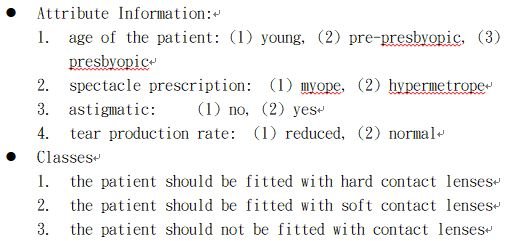 ● Attribute Information:↵
1. age of the patient: (1) young, (2) pre-presbyopic, (3)
presbyopic↵
2. spectacle prescription: (1) myope, (2) hypermetrope↵
3. astigmatic: (1) no, (2) yes↵
4. tear production rate: (1) reduced, (2) normal↵
● Classes↵
1. the patient should be fitted with hard contact lenses↵
2. the patient should be fitted with soft contact lenses↵
3. the patient should not be fitted with contact lenses↵